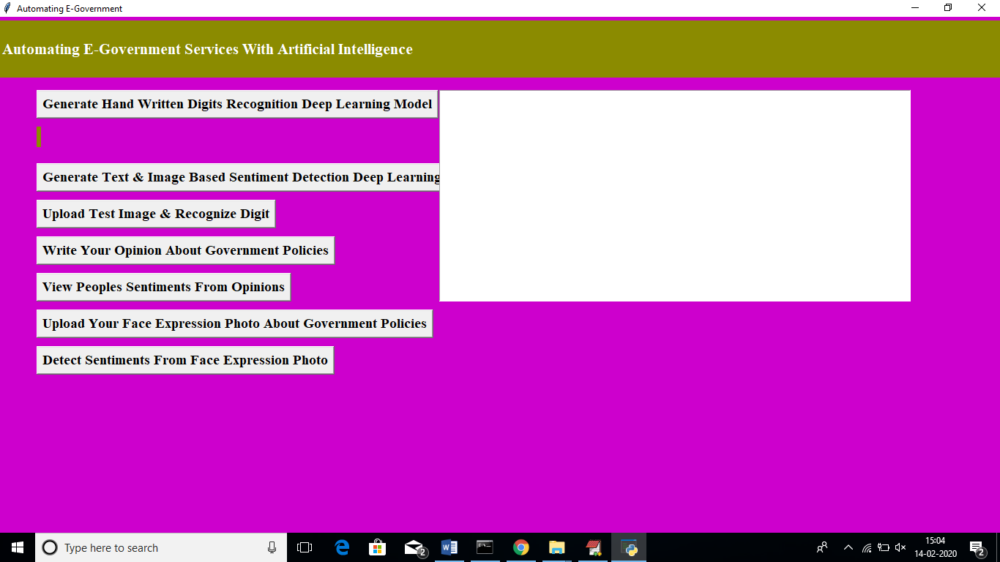 Automating E-Government
Automating E-Government Services With Artificial Intelligence
Generate Hand Written Digits Recognition Deep Learning Model
Generate Text & Image Based Sentiment Detection Deep Learning
Upload Test Image & Recognize Digit
Write Your Opinion About Government Policies
View Peoples Sentiments From Opinions
Upload Your Face Expression Photo About Government Policies
Detect Sentiments From Face Expression Photo
Type here to search
2
15:04
14-02-2020
2